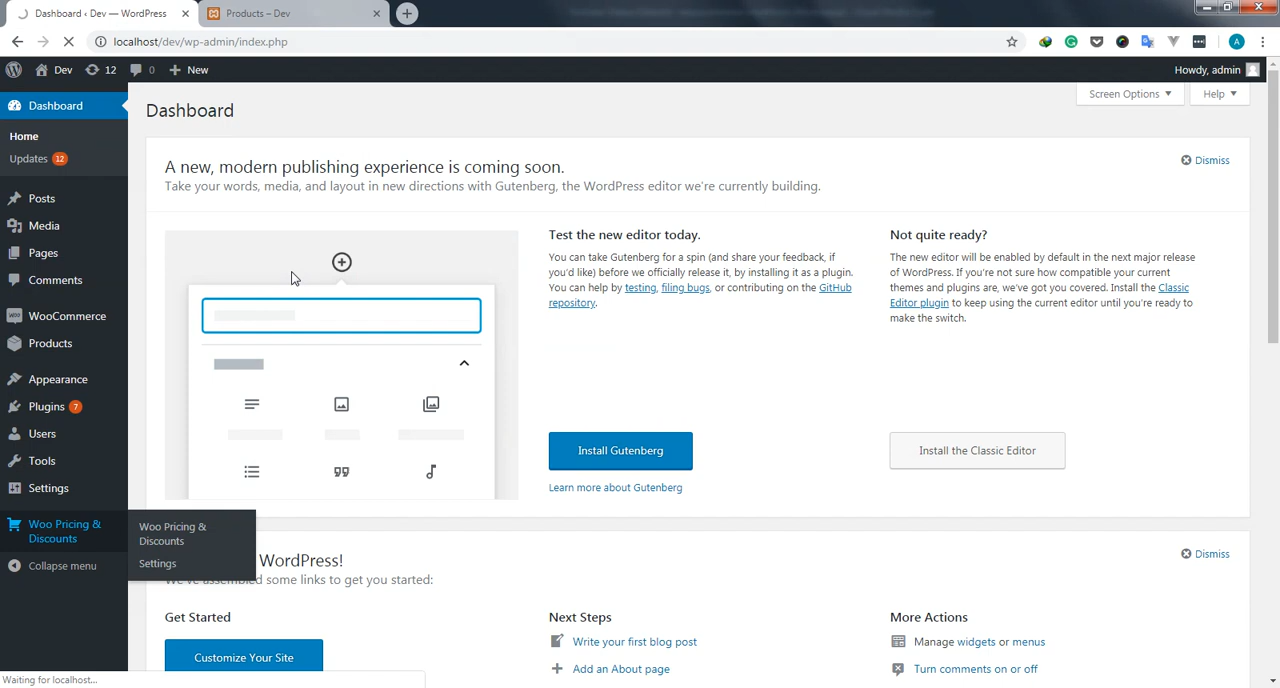 Dashboard ‹ Dev — WordPress
Products – Dev
localhost/dev/wp-admin/index.php
A
Dev
12
0
New
Howdy, admin
Dashboard
Home
Updates 12
Posts
Media
Pages
Comments
WooCommerce
Products
Appearance
Plugins 7
Users
Tools
Settings
Woo Pricing &
Discounts
Collapse menu
Woo Pricing &
Discounts
Settings
Screen Options
Help
Dashboard
A new, modern publishing experience is coming soon.
Take your words, media, and layout in new directions with Gutenberg, the WordPress editor we're currently building.
Dismiss
Test the new editor today.
You can take Gutenberg for a spin (and share your feedback, if
you'd like) before we officially release it, by installing it as a plugin.
You can help by testing, filing bugs, or contributing on the GitHub
repository.
Install Gutenberg
Learn more about Gutenberg
Not quite ready?
The new editor will be enabled by default in the next major release
of WordPress. If you're not sure how compatible your current
themes and plugins are, we've got you covered. Install the Classic
Editor plugin to keep using the current editor until you're ready to
make the switch.
Install the Classic Editor
WordPress!
We've assembled some links to get you started:
Dismiss
Get Started
Customize Your Site
Next Steps
Write your first blog post
Add an About page
More Actions
Manage widgets or menus
Turn comments on or off
Waiting for localhost...